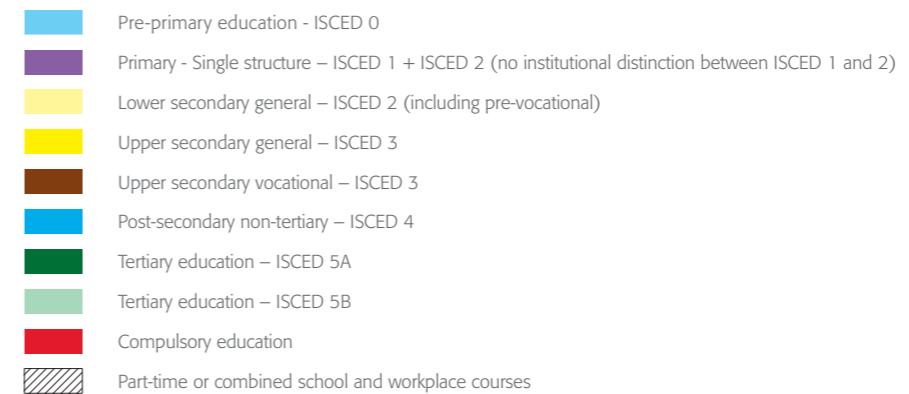 Pre-primary education - ISCED 0
Primary - Single structure – ISCED 1 + ISCED 2 (no institutional distinction between ISCED 1 and 2)
Lower secondary general – ISCED 2 (including pre-vocational)
Upper secondary general – ISCED 3
Upper secondary vocational – ISCED 3
Post-secondary non-tertiary – ISCED 4
Tertiary education – ISCED 5A
Tertiary education – ISCED 5B
Compulsory education
Part-time or combined school and workplace courses